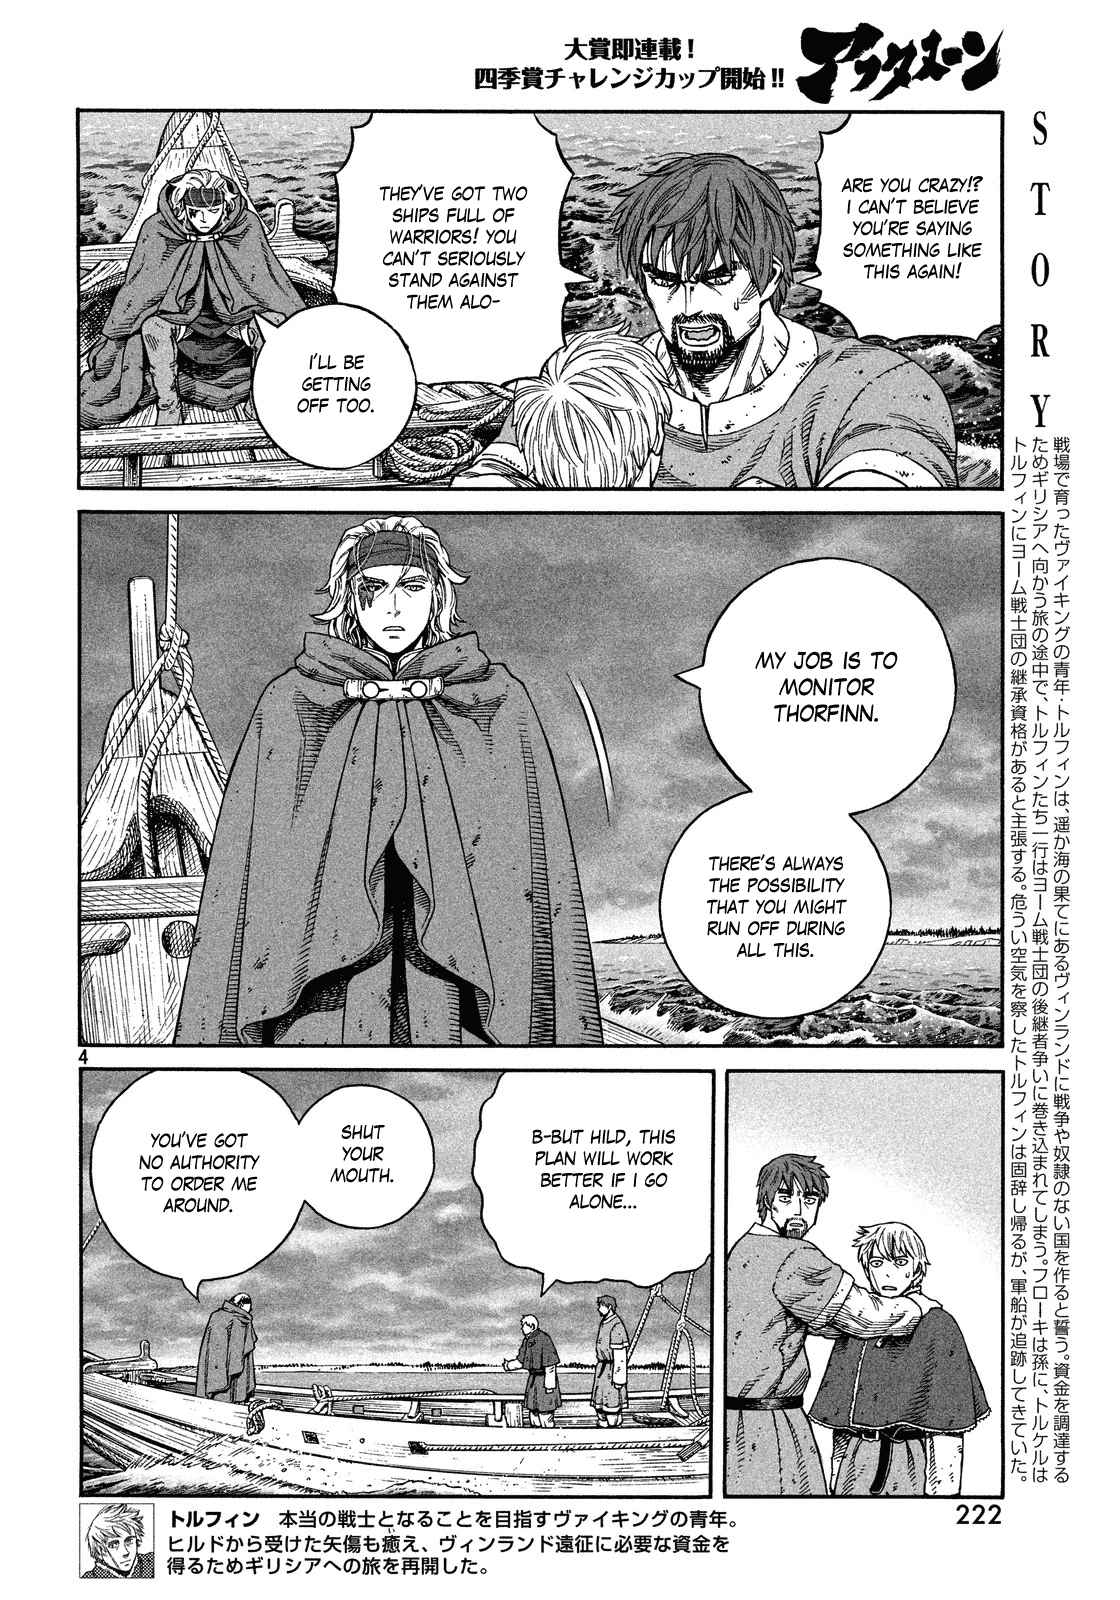 大賞即連載!
四季賞チャレンジカップ開始!!
アフタヌーン
STORY
戦場で育ったヴァイキングの青年・トルフィンは、遥か海の果てにあるヴィンランドに戦争や奴隷のない国を作ると誓う。資金を調達する
ためギリシアへ向かう旅の途中で、トルフィンたち一行はヨーム戦士団の後継者争いに巻き込まれてしまう。フローキは孫に、トルケルは
トルフィンにヨーム戦士団の継承資格があると主張する。危うい空気を察したトルフィンは固辞し帰るが、軍船が追跡してきていた。
ARE YOU CRAZY!?
I CAN'T BELIEVE
YOU'RE SAYING
SOMETHING LIKE
THIS AGAIN!
THEY'VE GOT TWO
SHIPS FULL OF
WARRIORS! YOU
CAN'T SERIOUSLY
STAND AGAINST
THEM ALO-
I'LL BE
GETTING
OFF TOO.
MY JOB IS TO
MONITOR
THORFINN.
THERE'S ALWAYS
THE POSSIBILITY
THAT YOU MIGHT
RUN OFF DURING
ALL THIS.
4
B-BUT HILD, THIS
PLAN WILL WORK
BETTER IF I GO
ALONE...
SHUT
YOUR
MOUTH.
YOU'VE GOT
NO AUTHORITY
TO ORDER ME
AROUND.
222
トルフィン 本当の戦士となることを目指すヴァイキングの青年。
ヒルドから受けた矢傷も癒え、ヴィンランド遠征に必要な資金を
得るためギリシアへの旅を再開した。